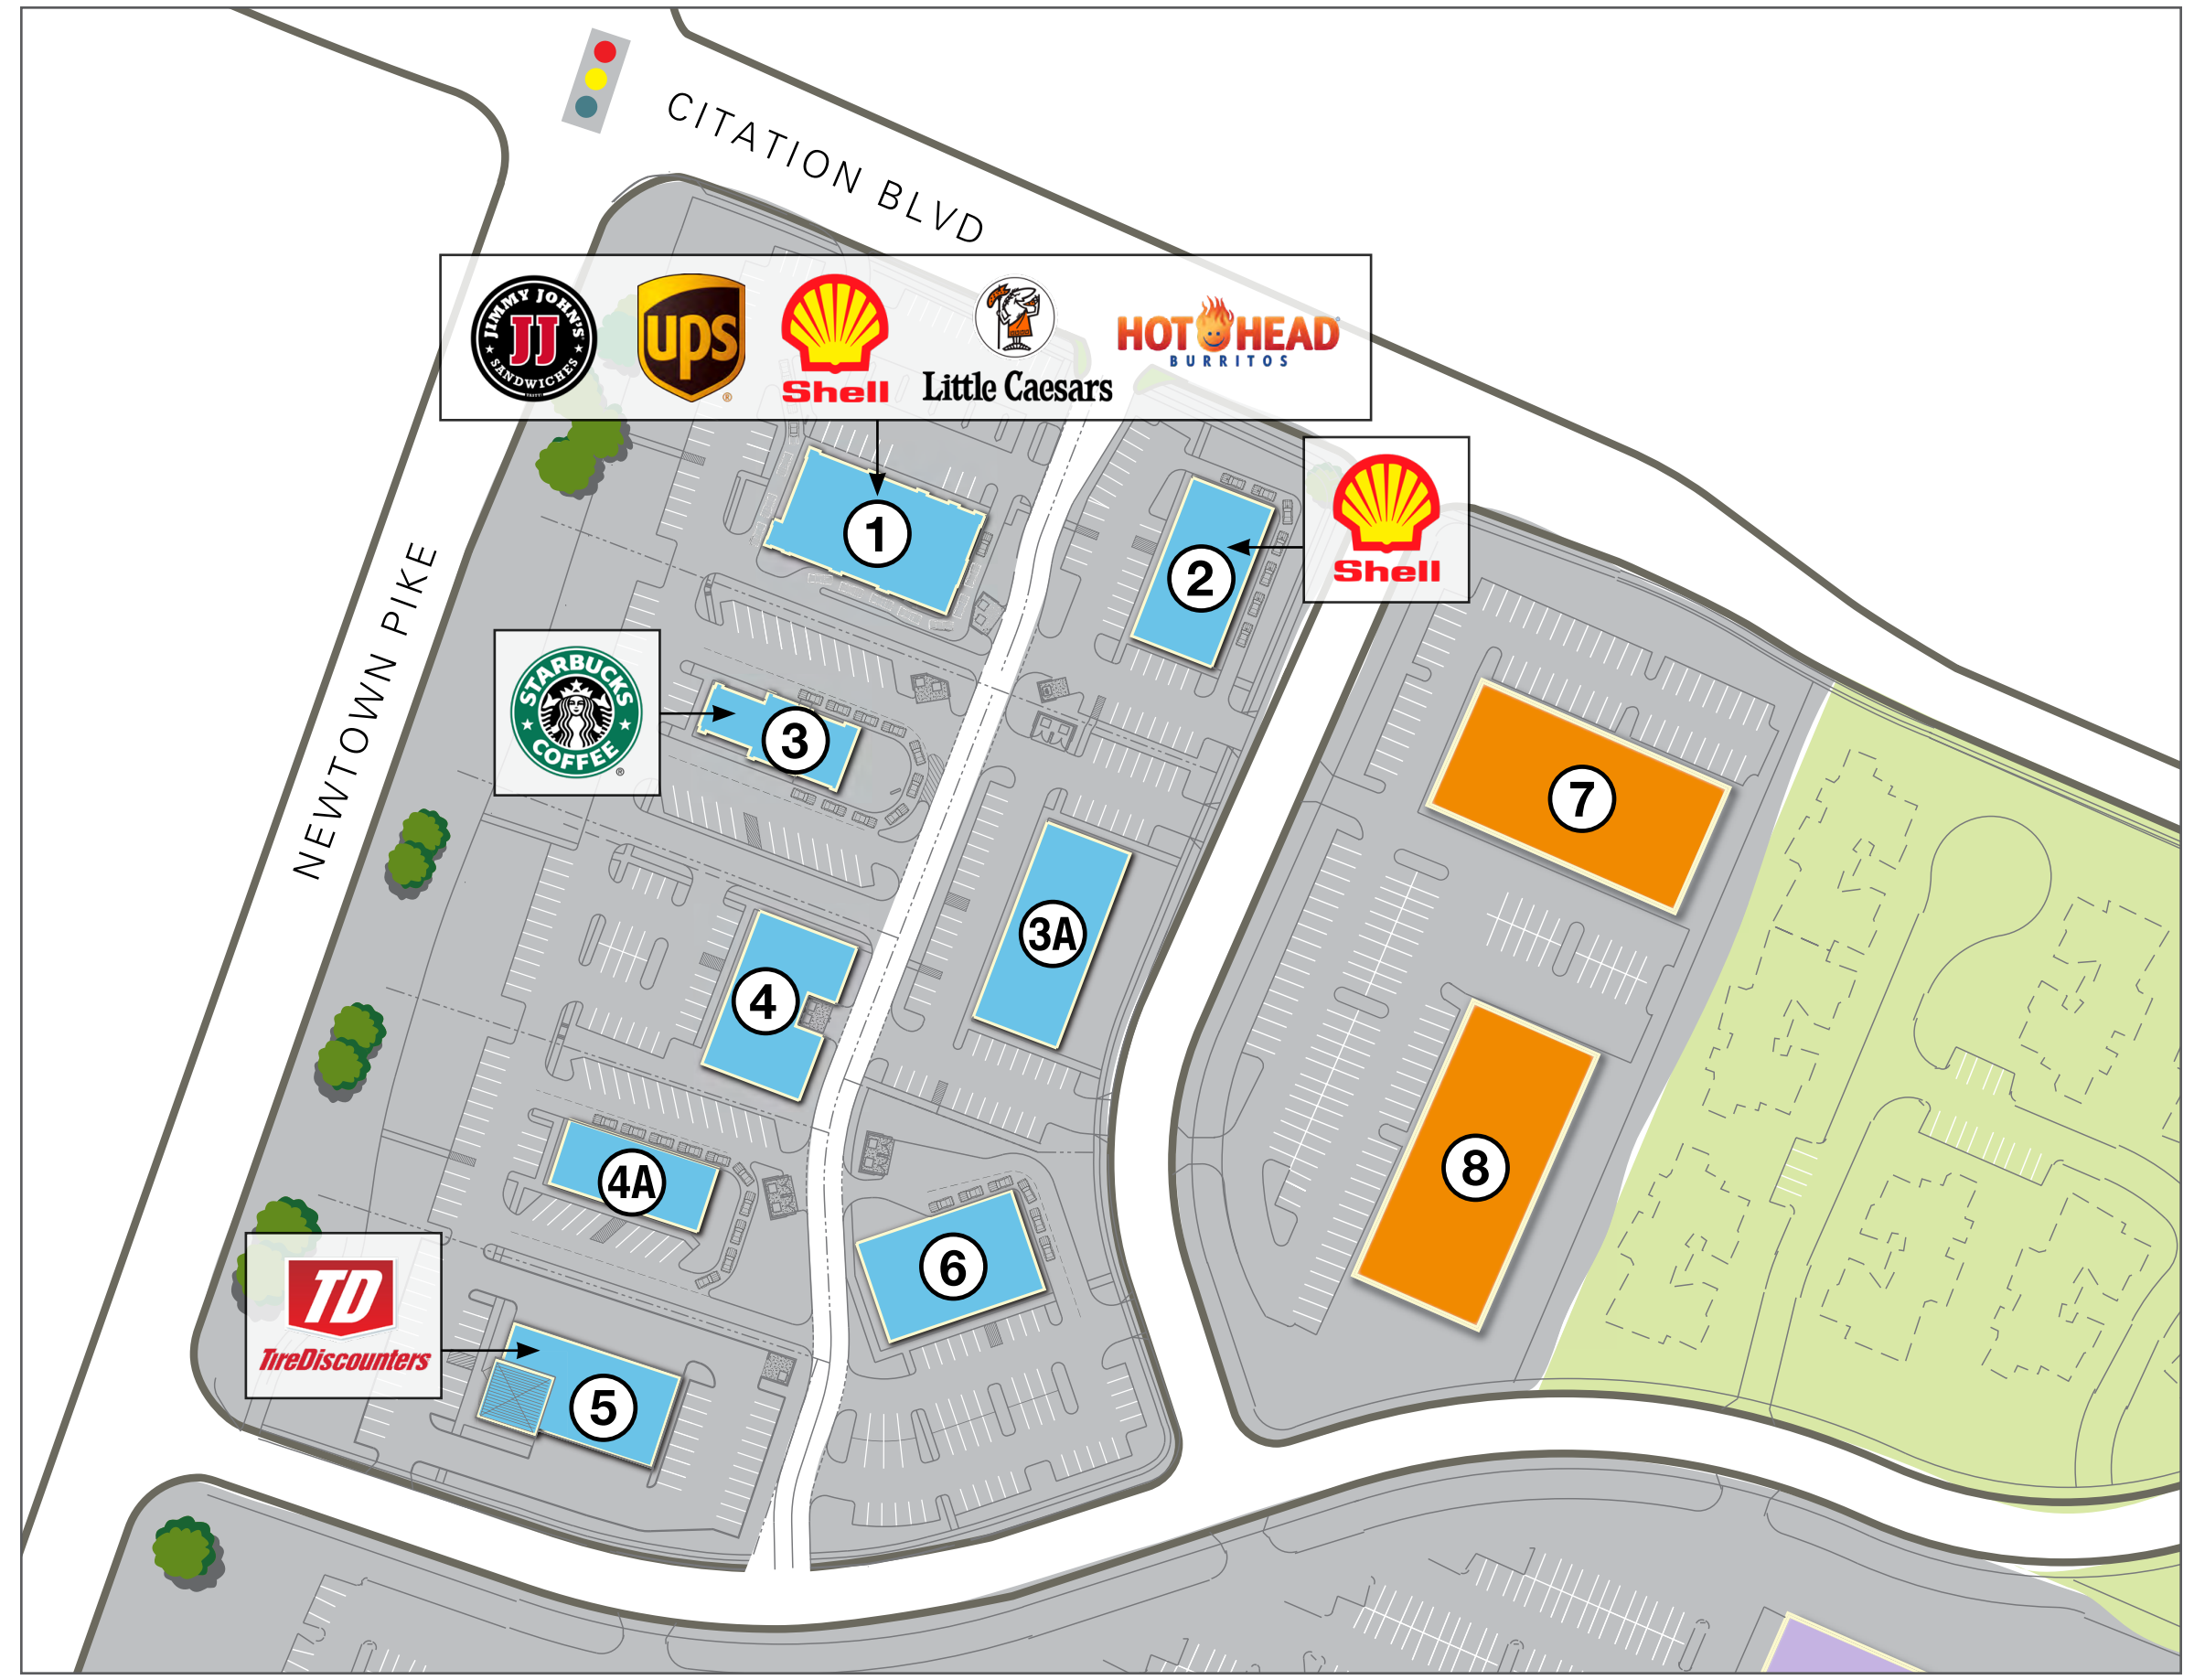 CITATION BLVD
JIMMY JOHN'S
JJ
SANDWICHES
ups
Shell
Little Caesars
HOT HEAD
BURRITOS
1
2
Shell
NEWTOWN PIKE
STARBUCKS
COFFEE
3
7
3A
4
8
4A
6
TD
TireDiscounters
5